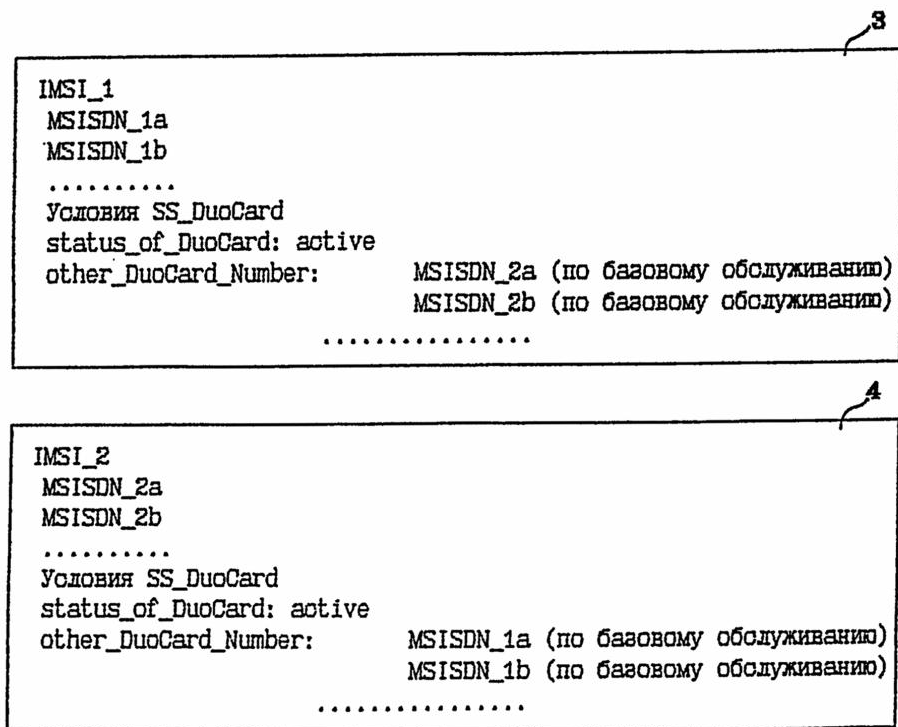 3
IMSI_1
MSISDN_1a
MSISDN_1b
..........
Условия SS_DuoCard
status_of_DuoCard: active
other_DuoCard_Number: MSISDN_2a (по базовому обслуживанию)
MSISDN_2b (по базовому обслуживанию)
................
4
IMSI_2
MSISDN_2a
MSISDN_2b
..........
Условия SS_DuoCard
status_of_DuoCard: active
other_DuoCard_Number: MSISDN_1a (по базовому обслуживанию)
MSISDN_1b (по базовому обслуживанию)
................